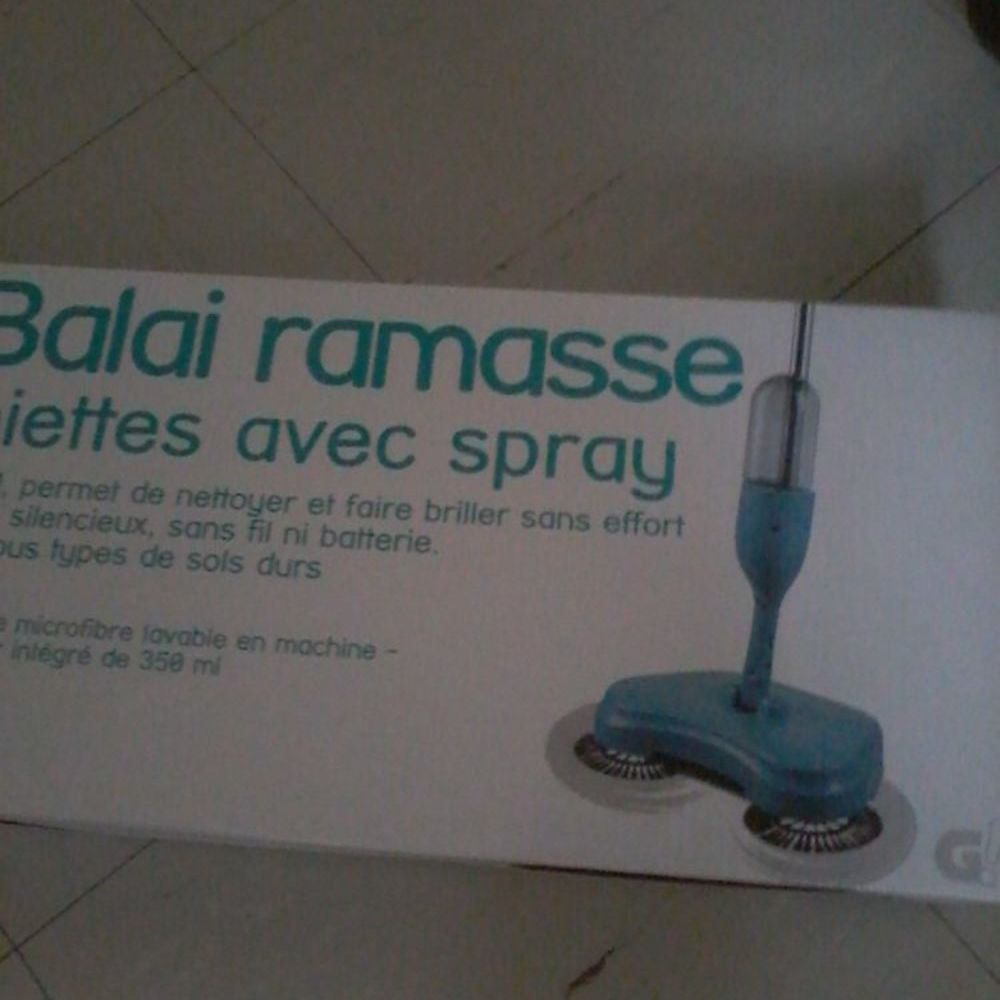 Balai ramasse
iettes avec spray
, permet de nettoyer et faire briller sans effort
silencieux, sans fil ni batterie.
ous types de sols durs
microfibre lavable en machine -
intégré de 350 ml
G